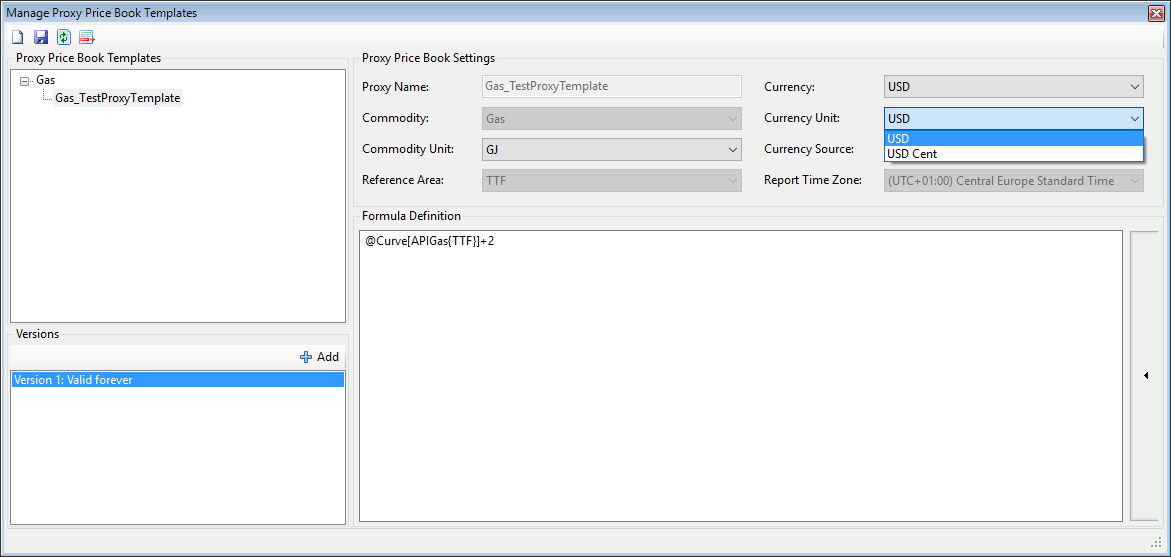 Manage Proxy Price Book Templates
Proxy Price Book Templates
Gas
Gas_TestProxyTemplate
Versions
Add
Version 1: Valid forever
Proxy Price Book Settings
Proxy Name: Gas_TestProxyTemplate Currency: USD
Commodity: Gas Currency Unit: USD
USD
Commodity Unit: GJ Currency Source: USD Cent
Reference Area: TTF Report Time Zone: (UTC+01:00) Central Europe Standard Time
Formula Definition
@Curve[APIGas{TTF}]+2